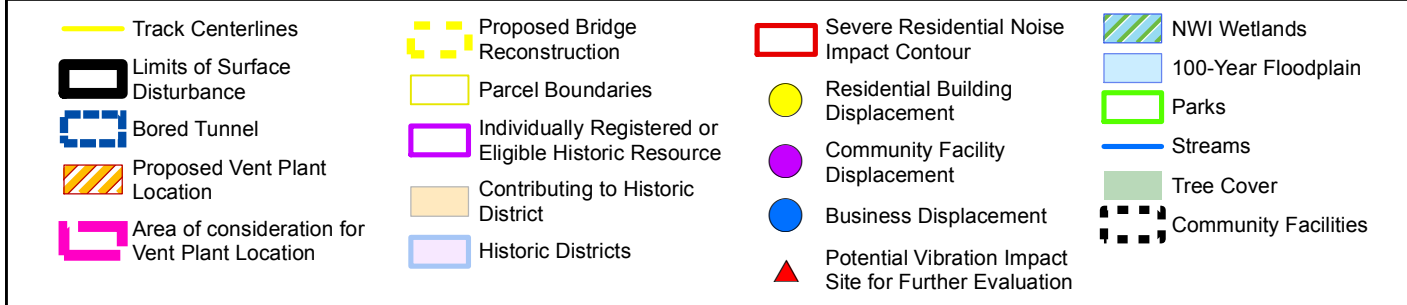 Track Centerlines
Limits of Surface
Disturbance
Bored Tunnel
Proposed Vent Plant
Location
Area of consideration for
Vent Plant Location
Proposed Bridge
Reconstruction
Parcel Boundaries
Individually Registered or
Eligible Historic Resource
Contributing to Historic
District
Historic Districts
Severe Residential Noise
Impact Contour
Residential Building
Displacement
Community Facility
Displacement
Business Displacement
Potential Vibration Impact
Site for Further Evaluation
NWI Wetlands
100-Year Floodplain
Parks
Streams
Tree Cover
Community Facilities